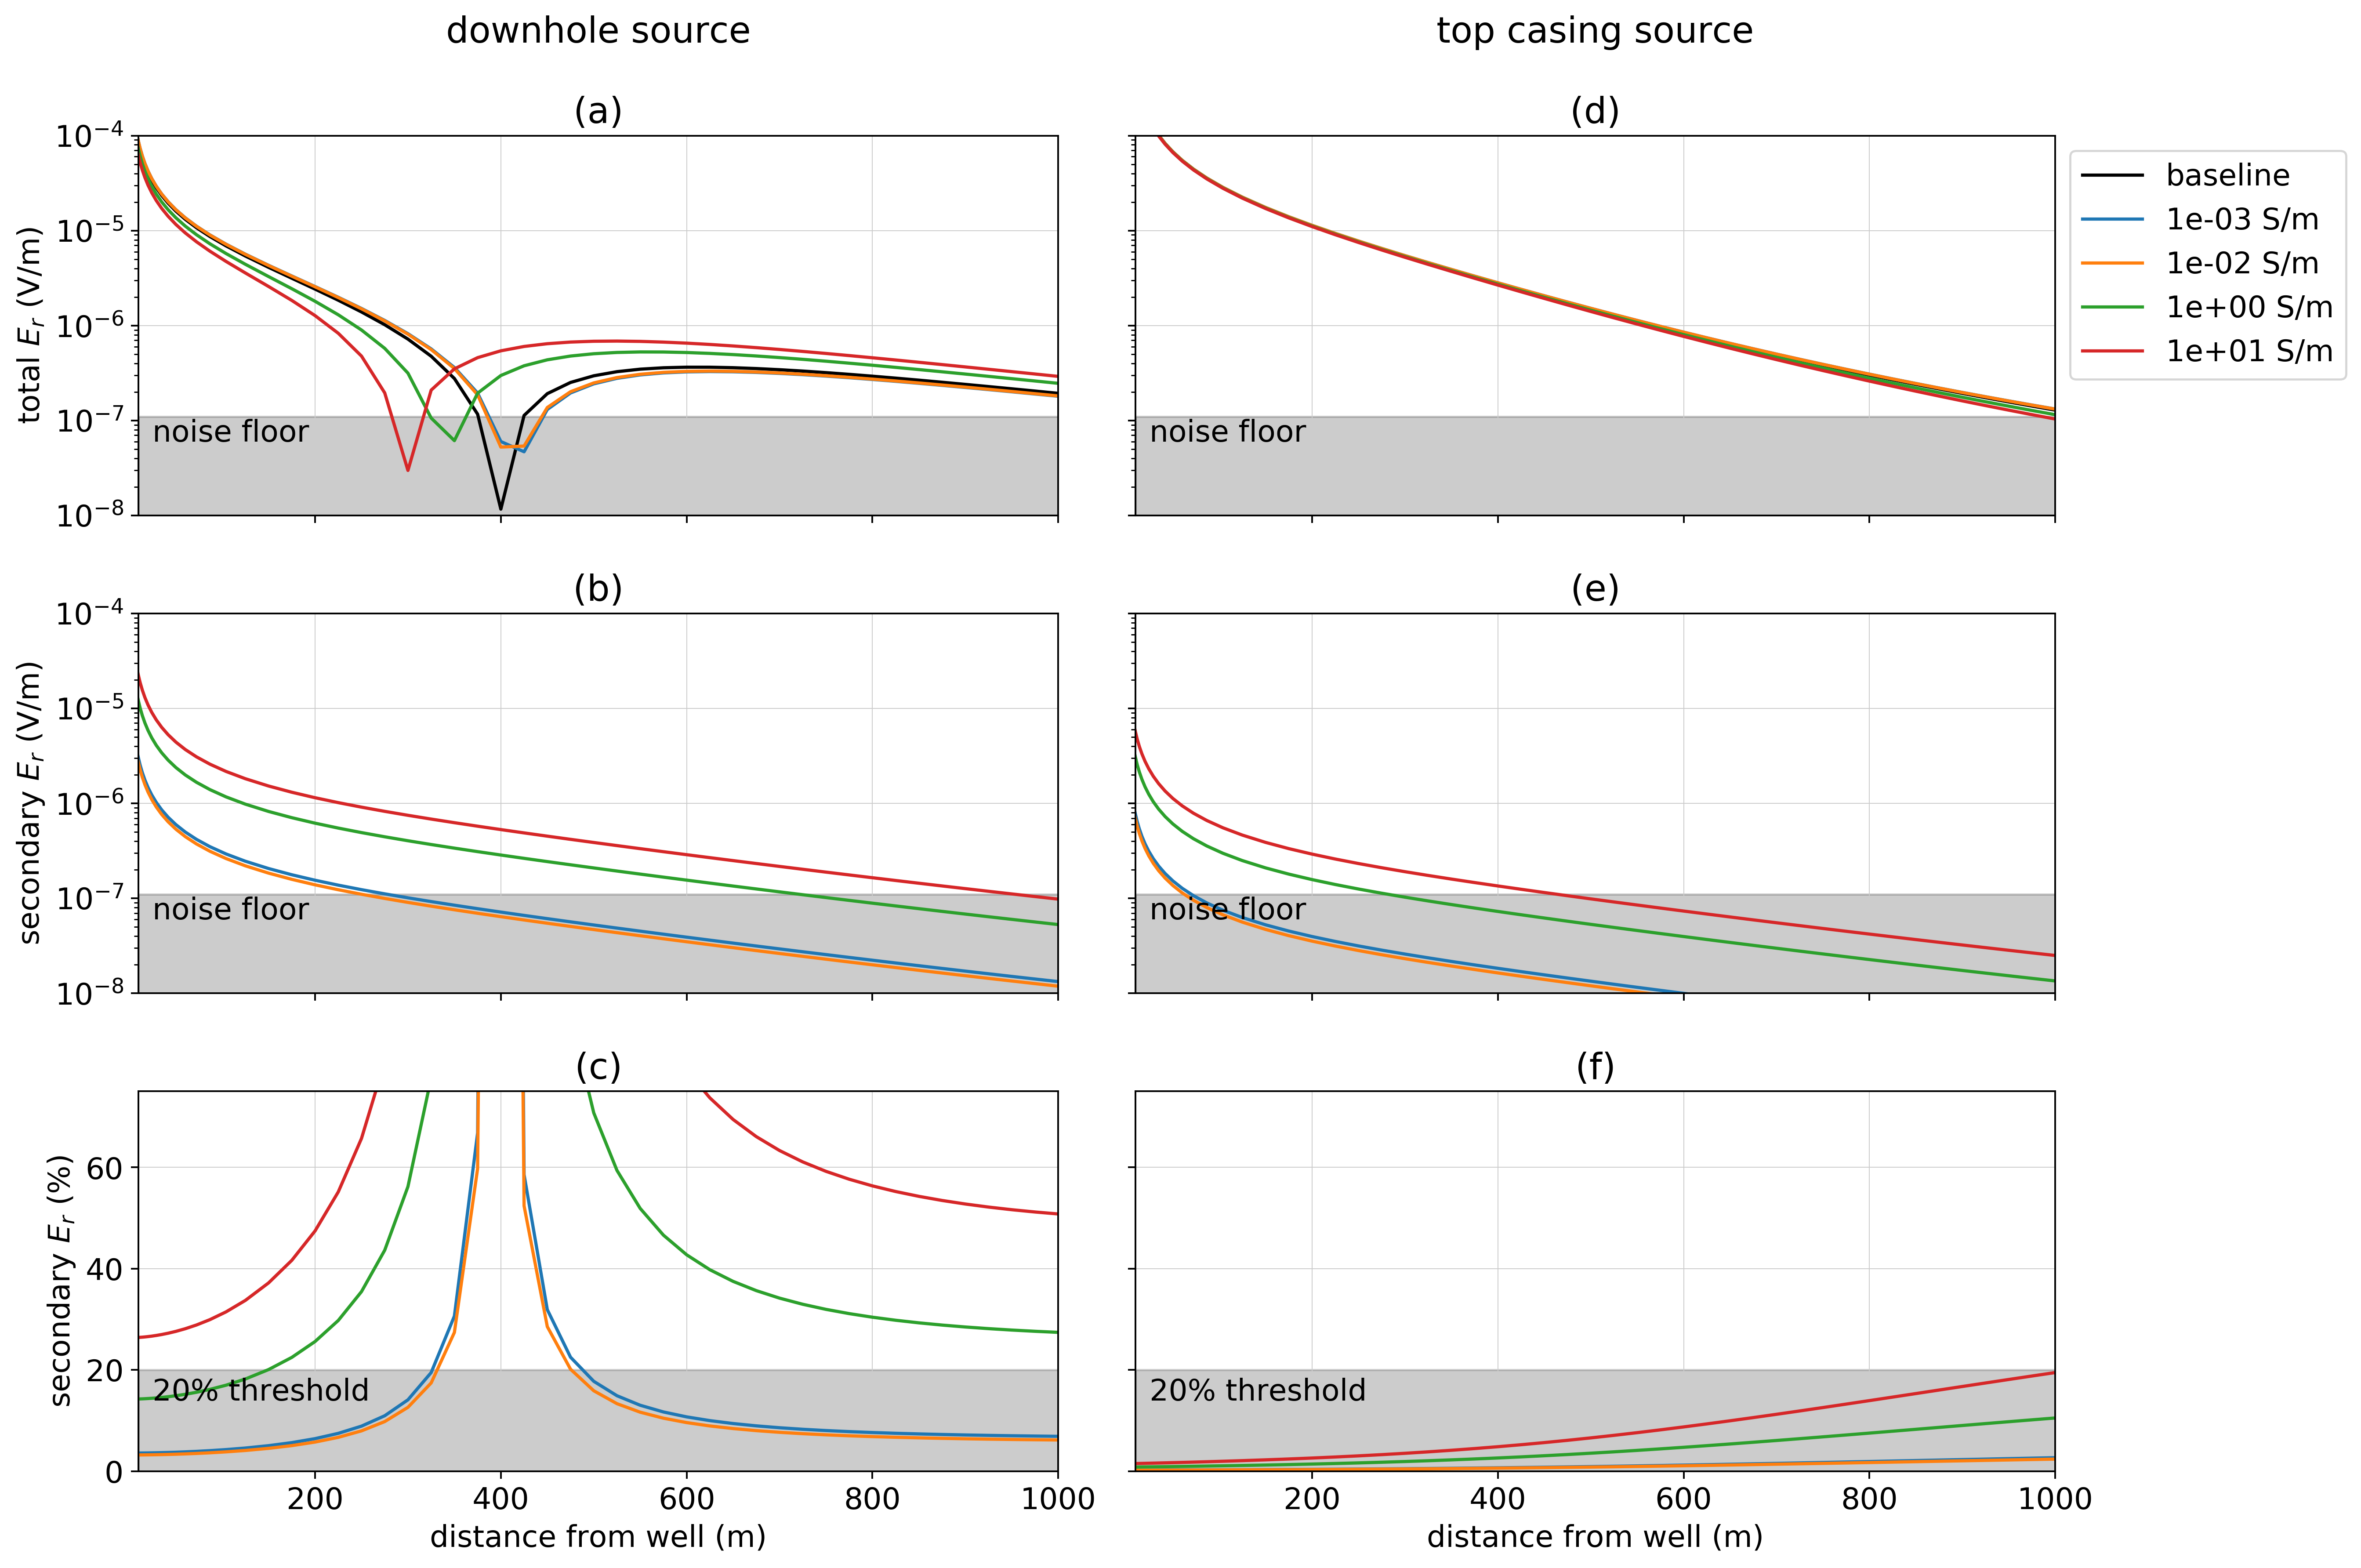 downhole source
top casing source
(a)
10⁻⁴
10⁻⁵
10⁻⁶
10⁻⁷
10⁻⁸
total Eᵣ (V/m)
noise floor
(d)
noise floor
baseline
1e-03 S/m
1e-02 S/m
1e+00 S/m
1e+01 S/m
(b)
10⁻⁴
10⁻⁵
10⁻⁶
10⁻⁷
10⁻⁸
secondary Eᵣ (V/m)
noise floor
(e)
noise floor
(c)
60
40
20
0
secondary Eᵣ (%)
20% threshold
200 400 600 800 1000
distance from well (m)
(f)
20% threshold
200 400 600 800 1000
distance from well (m)